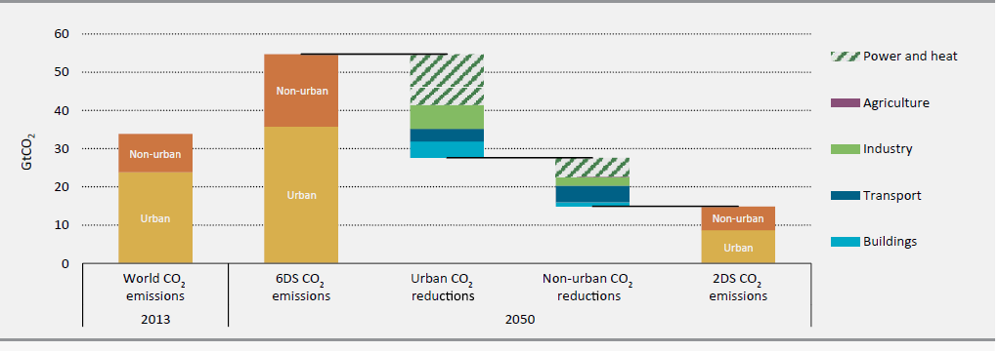 60
50
40
30
20
10
0
GtCO2
Non-urban
Urban
Non-urban
Urban
Non-urban
Urban
World CO2
emissions
6DS CO2
emissions
Urban CO2
reductions
Non-urban CO2
reductions
2DS CO2
emissions
2013
2050
Power and heat
Agriculture
Industry
Transport
Buildings